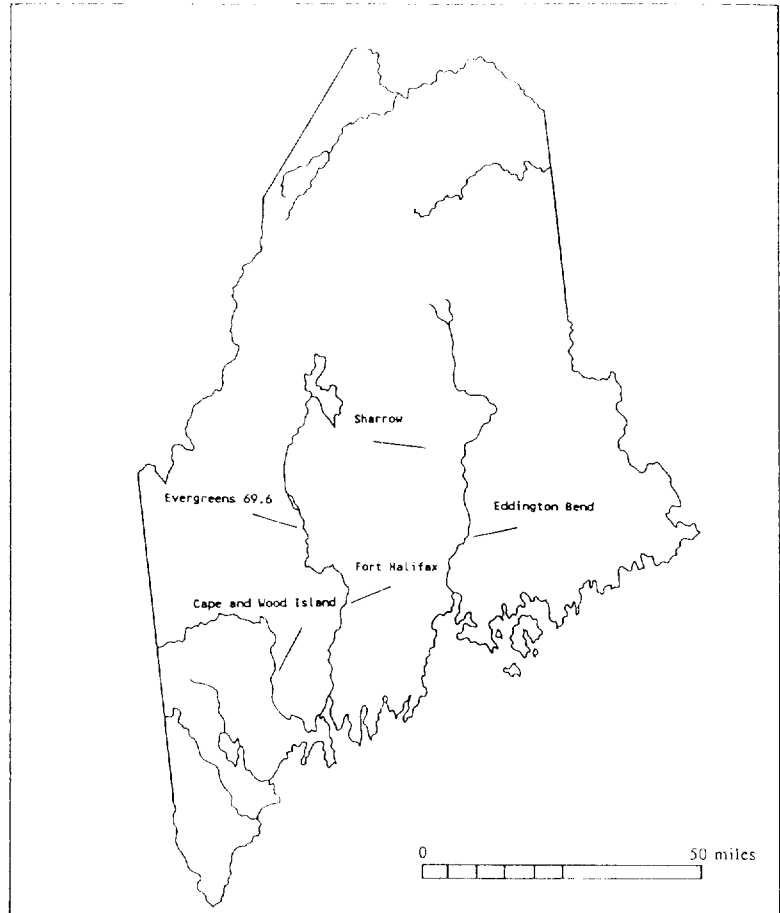 Sharrow
Evergreens 69.6
Eddington Bend
Fort Halifax
Cape and Wood Island
0 50 miles